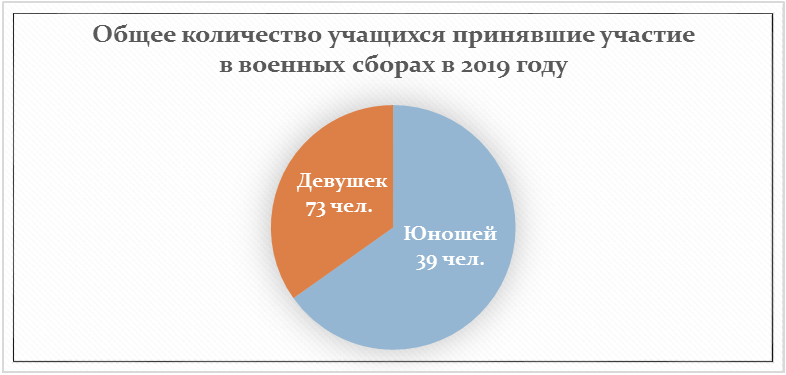 Общее количество учащихся принявшие участие
в военных сборах в 2019 году
Девушек
73 чел.
Юношей
39 чел.